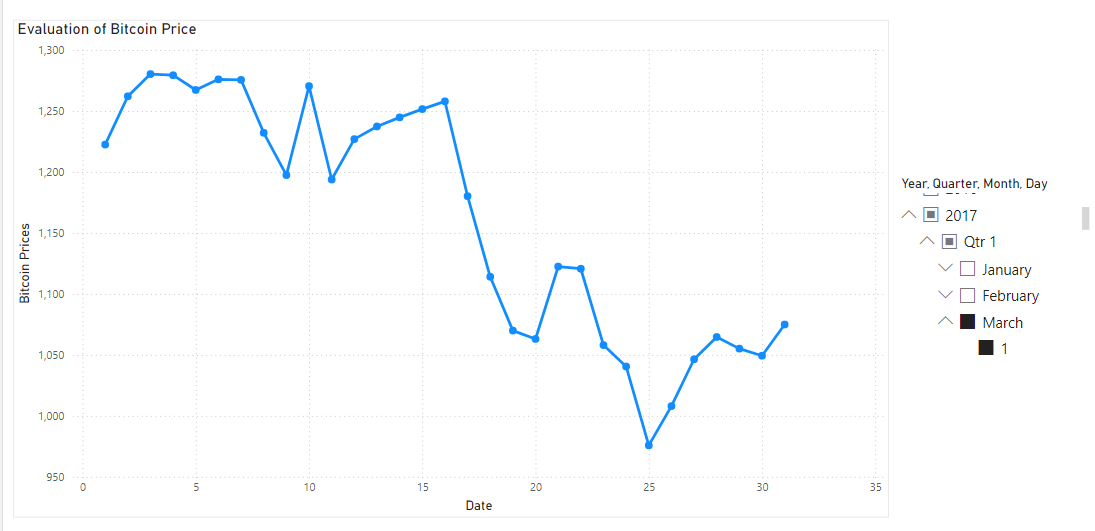 Evaluation of Bitcoin Price
1,300
1,250
1,200
1,150
1,100
1,050
1,000
950
Bitcoin Prices
0 5 10 15 20 25 30 35
Date
Year, Quarter, Month, Day
2017
Qtr 1
January
February
March
1